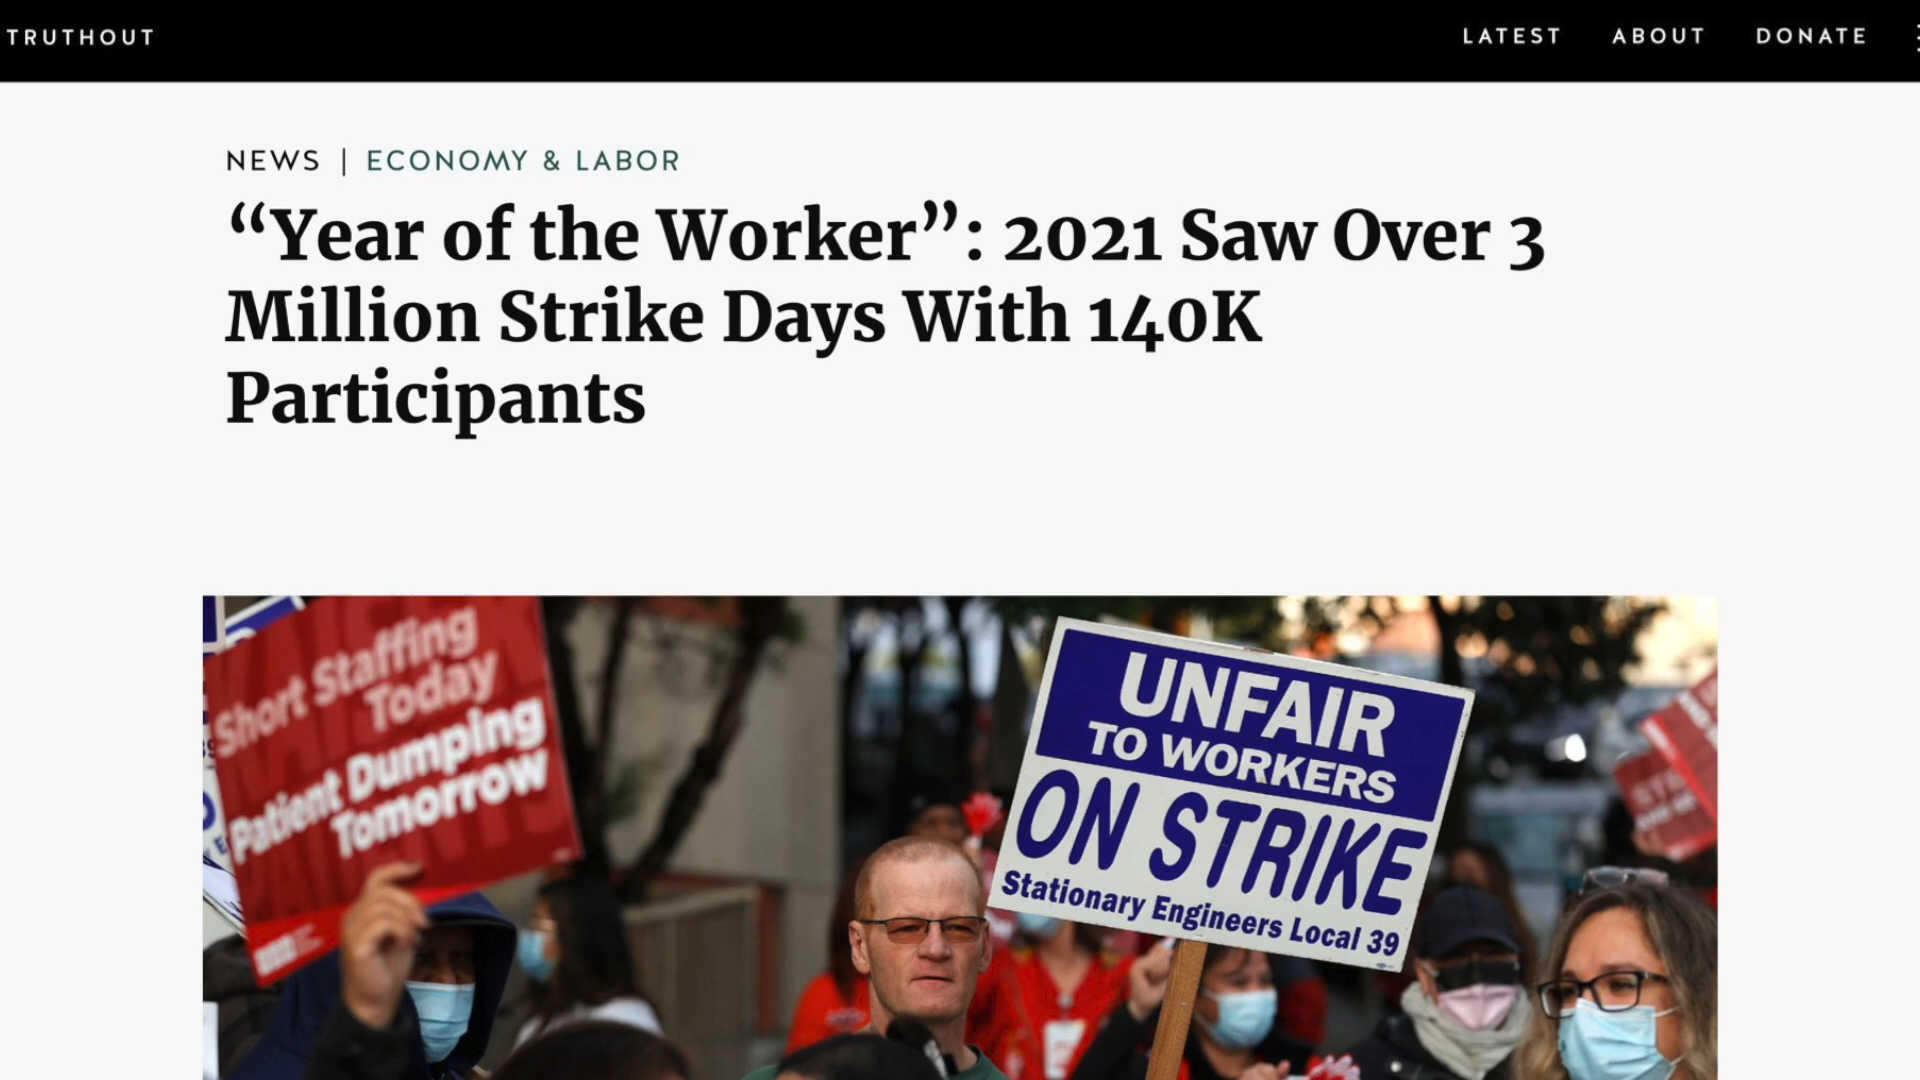 TRUTHOUT
LATEST ABOUT DONATE
NEWS | ECONOMY & LABOR
“Year of the Worker”: 2021 Saw Over 3
Million Strike Days With 140K
Participants
Short Staffing
Today
Patient Dumping
Tomorrow
UNFAIR
TO WORKERS
ON STRIKE
Stationary Engineers Local 39